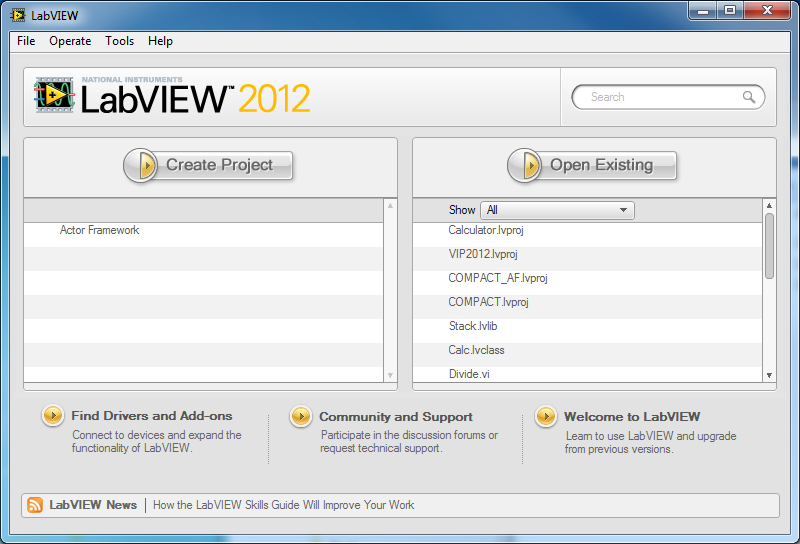 LabVIEW
File Operate Tools Help
NATIONAL INSTRUMENTS
LabVIEW™ 2012
Search
Create Project
Open Existing
Actor Framework
Show All
Calculator.lvproj
VIP2012.lvproj
COMPACT_AF.lvproj
COMPACT.lvproj
Stack.lvlib
Calc.lvclass
Divide.vi
Find Drivers and Add-ons
Connect to devices and expand the
functionality of LabVIEW.
Community and Support
Participate in the discussion forums or
request technical support.
Welcome to LabVIEW
Learn to use LabVIEW and upgrade
from previous versions.
LabVIEW News | How the LabVIEW Skills Guide Will Improve Your Work